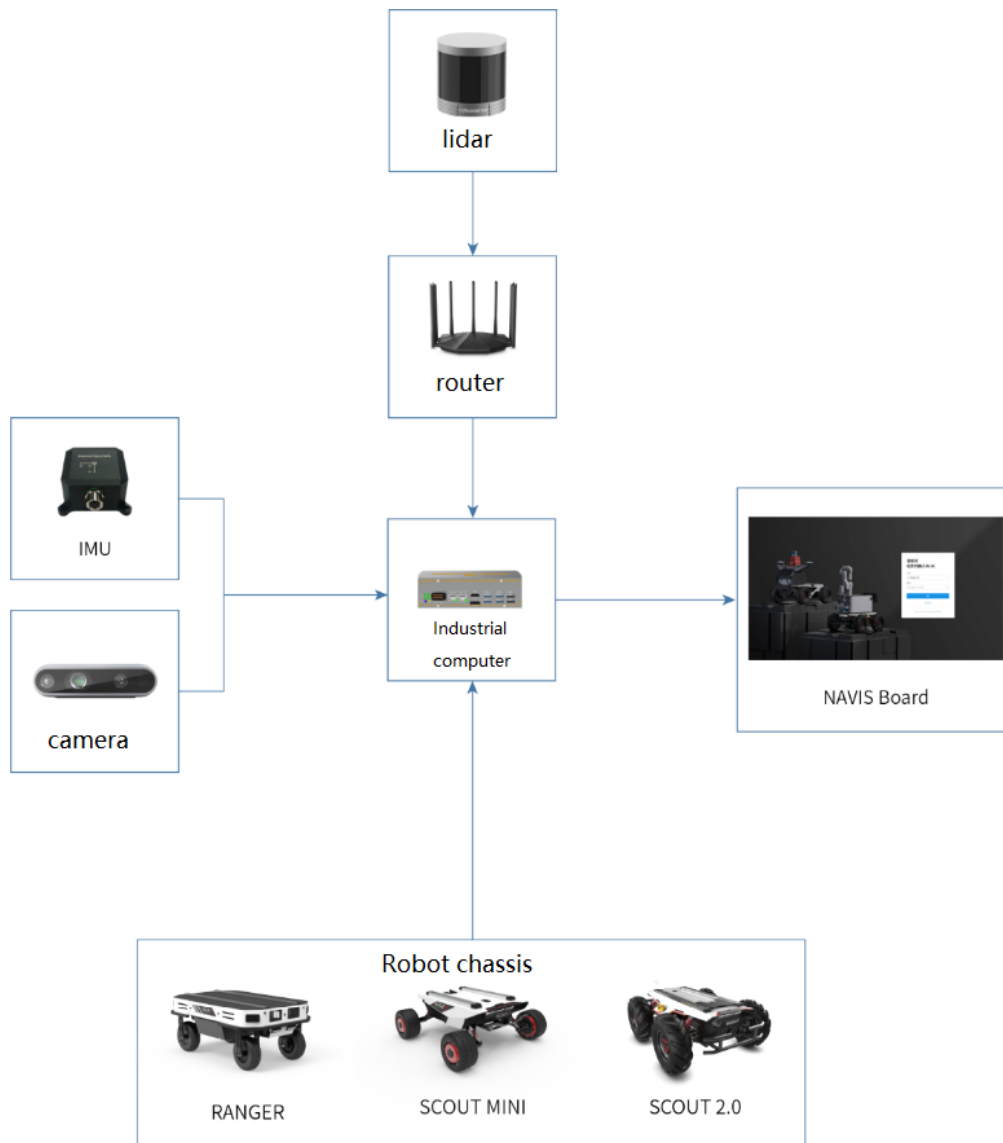 lidar
router
IMU
Industrial
computer
camera
NAVIS Board
Robot chassis
RANGER
SCOUT MINI
SCOUT 2.0